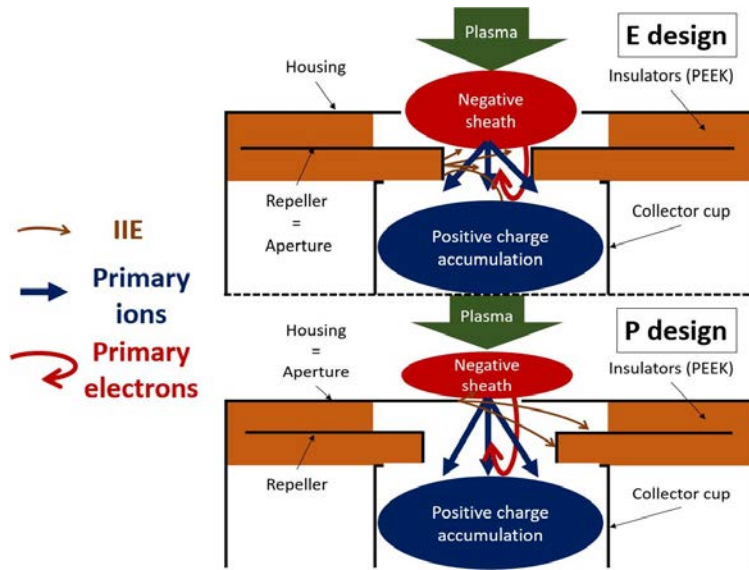 Plasma
E design
Housing
Insulators (PEEK)
Negative
sheath
Repeller
=
Aperture
Collector cup
Positive charge
accumulation
IIE
Primary
ions
Primary
electrons
Plasma
P design
Housing
=
Aperture
Negative
sheath
Insulators (PEEK)
Repeller
Collector cup
Positive charge
accumulation